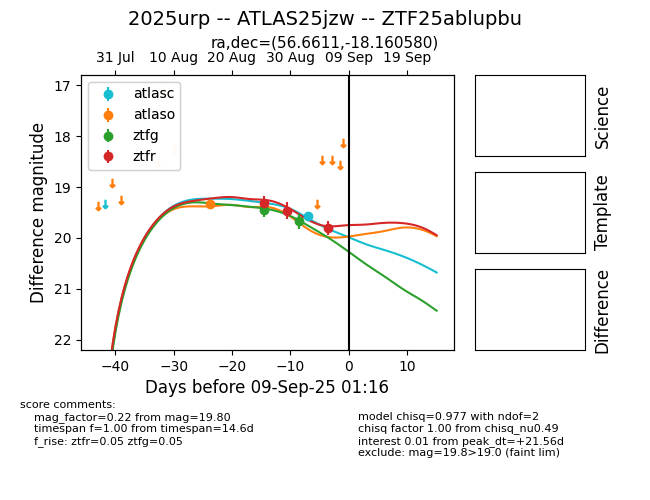 2025urp -- ATLAS25jzw -- ZTF25ablupbu
ra,dec=(56.6611,-18.160580)
31 Jul 10 Aug 20 Aug 30 Aug 09 Sep 19 Sep
17
18
19
20
21
22
Difference magnitude
atlasc
atlaso
ztfg
ztfr
−40 −30 −20 −10 0 10
Days before 09-Sep-25 01:16
Science
Template
Difference
score comments:
mag_factor=0.22 from mag=19.80
timespan f=1.00 from timespan=14.6d
f_rise: ztfr=0.05 ztfg=0.05
model chisq=0.977 with ndof=2
chisq factor 1.00 from chisq_nu0.49
interest 0.01 from peak_dt=+21.56d
exclude: mag=19.8>19.0 (faint lim)